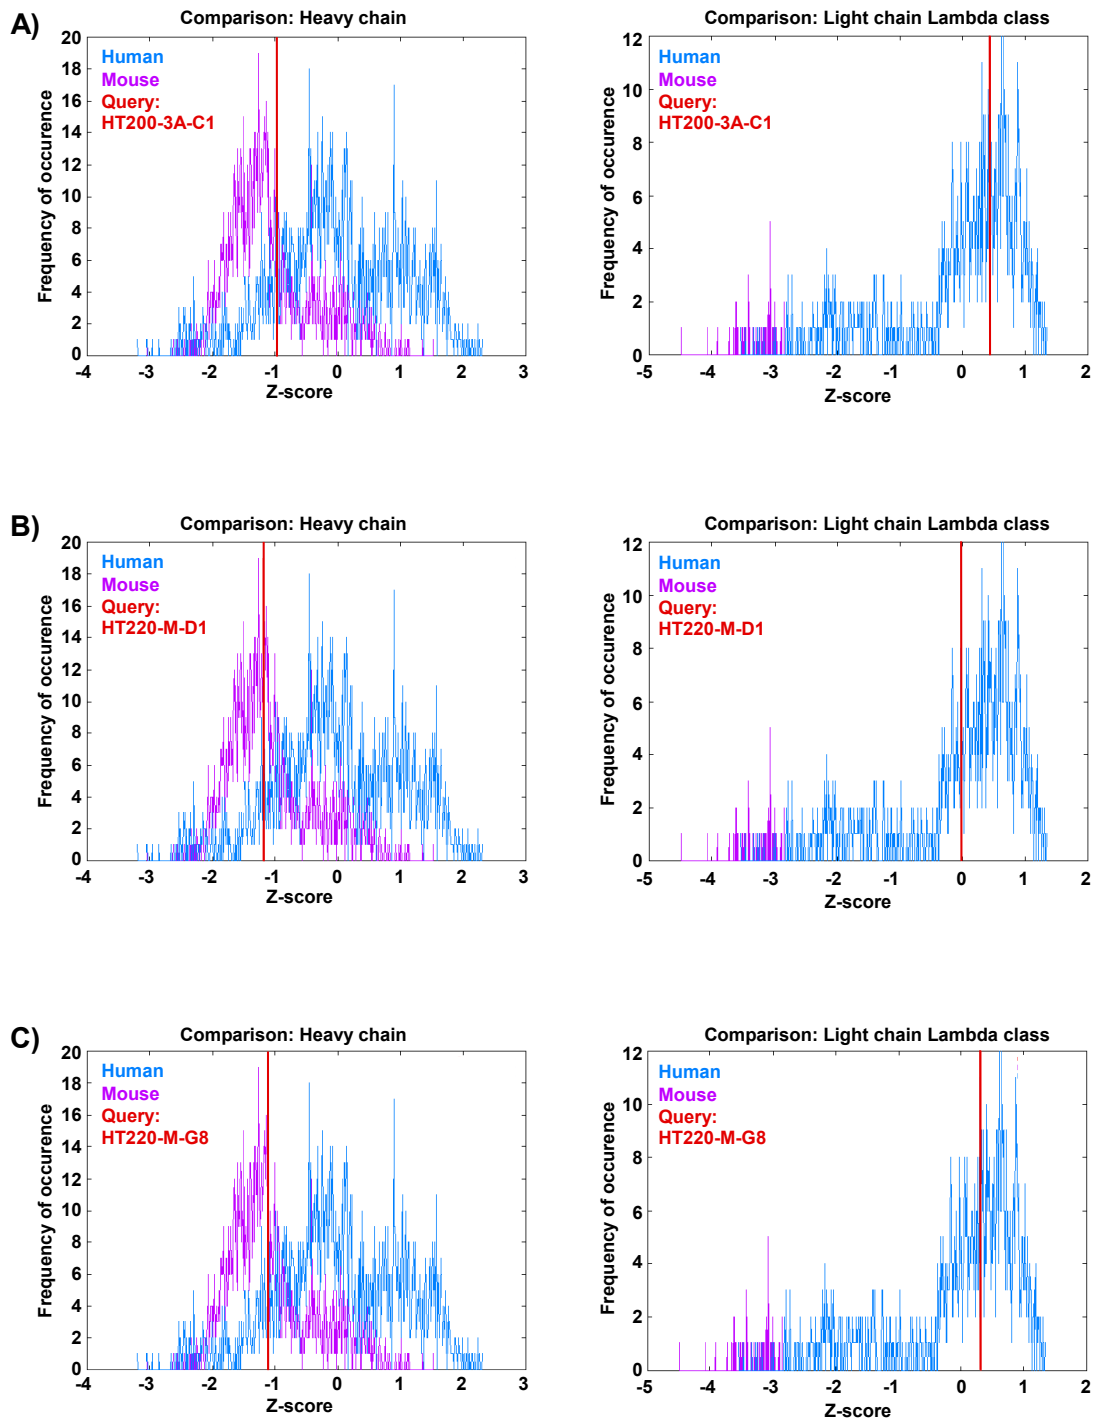 A)
Comparison: Heavy chain
Frequency of occurence
20
18
16
14
12
10
8
6
4
2
0
Human
Mouse
Query:
HT200-3A-C1
-4 -3 -2 -1 0 1 2 3
Z-score
Comparison: Light chain Lambda class
Frequency of occurence
12
10
8
6
4
2
0
Human
Mouse
Query:
HT200-3A-C1
-5 -4 -3 -2 -1 0 1 2
Z-score
B)
Comparison: Heavy chain
Frequency of occurence
20
18
16
14
12
10
8
6
4
2
0
Human
Mouse
Query:
HT220-M-D1
-4 -3 -2 -1 0 1 2 3
Z-score
Comparison: Light chain Lambda class
Frequency of occurence
12
10
8
6
4
2
0
Human
Mouse
Query:
HT220-M-D1
-5 -4 -3 -2 -1 0 1 2
Z-score
C)
Comparison: Heavy chain
Frequency of occurence
20
18
16
14
12
10
8
6
4
2
0
Human
Mouse
Query:
HT220-M-G8
-4 -3 -2 -1 0 1 2 3
Z-score
Comparison: Light chain Lambda class
Frequency of occurence
12
10
8
6
4
2
0
Human
Mouse
Query:
HT220-M-G8
-5 -4 -3 -2 -1 0 1 2
Z-score